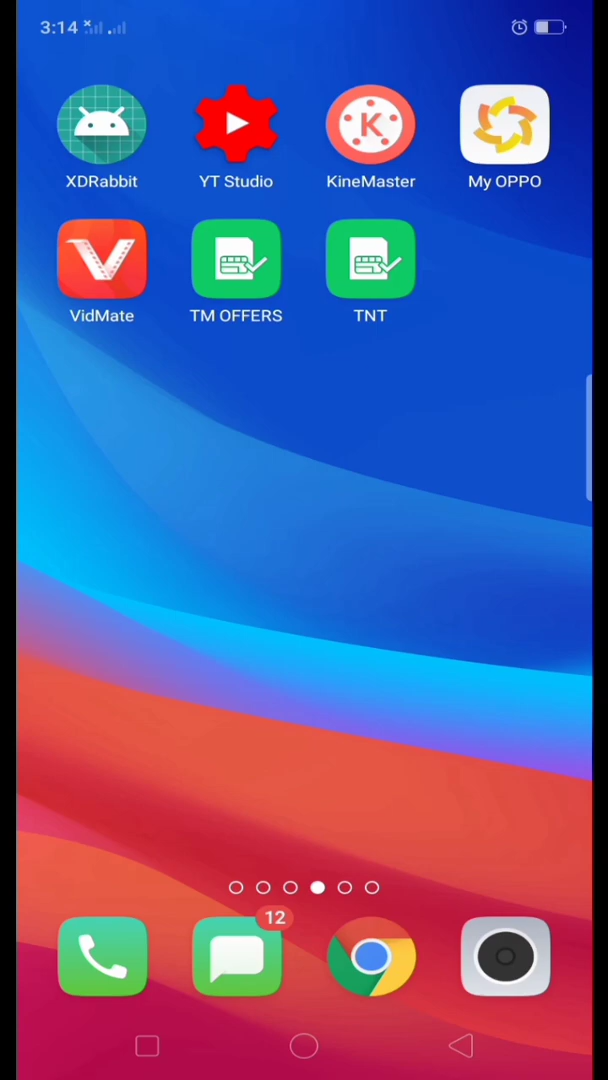 3:14
XDRabbit
YT Studio
K
KineMaster
My OPPO
VidMate
TM OFFERS
TNT
12